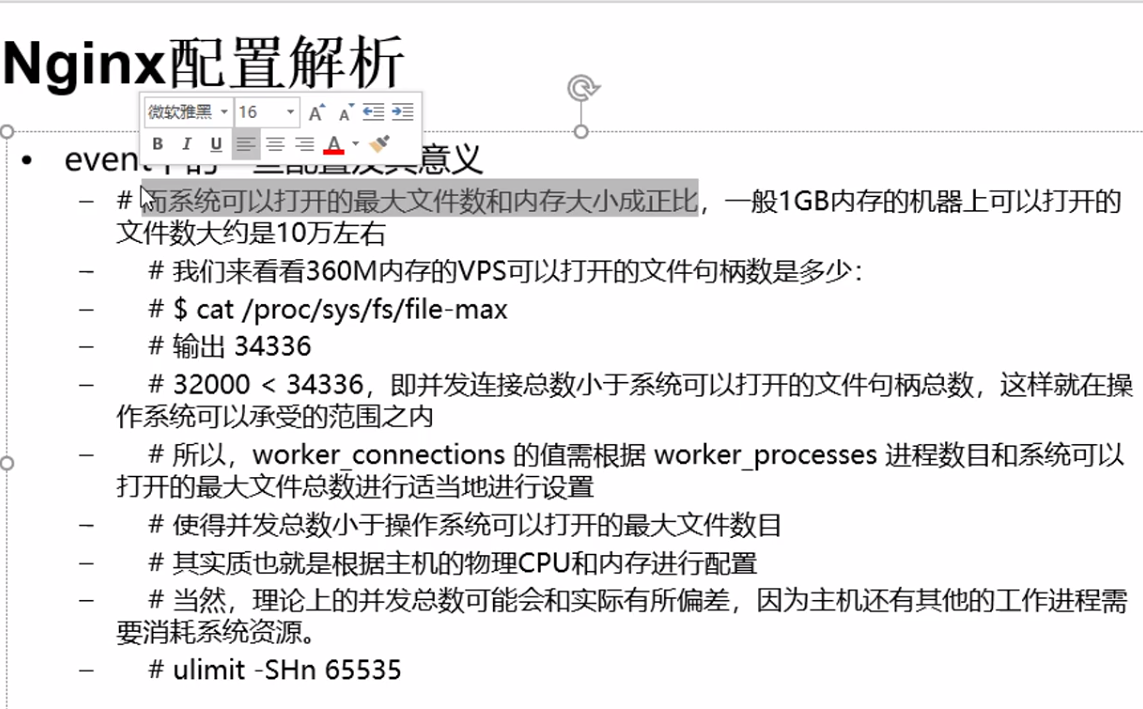 Nginx配置解析
微软雅黑 16 A A
B I U A
• event 意义
– # 而系统可以打开的最大文件数和内存大小成正比，一般1GB内存的机器上可以打开的
文件数大约是10万左右
– # 我们来看看360M内存的VPS可以打开的文件句柄数是多少：
– # $ cat /proc/sys/fs/file-max
– # 输出 34336
– # 32000 < 34336，即并发连接总数小于系统可以打开的文件句柄总数，这样就在操
作系统可以承受的范围之内
– # 所以，worker_connections 的值需根据 worker_processes 进程数目和系统可以
打开的最大文件总数进行适当地进行设置
– # 使得并发总数小于操作系统可以打开的最大文件数目
– # 其实质也就是根据主机的物理CPU和内存进行配置
– # 当然，理论上的并发总数可能会和实际有所偏差，因为主机还有其他的工作进程需
要消耗系统资源。
– # ulimit -SHn 65535